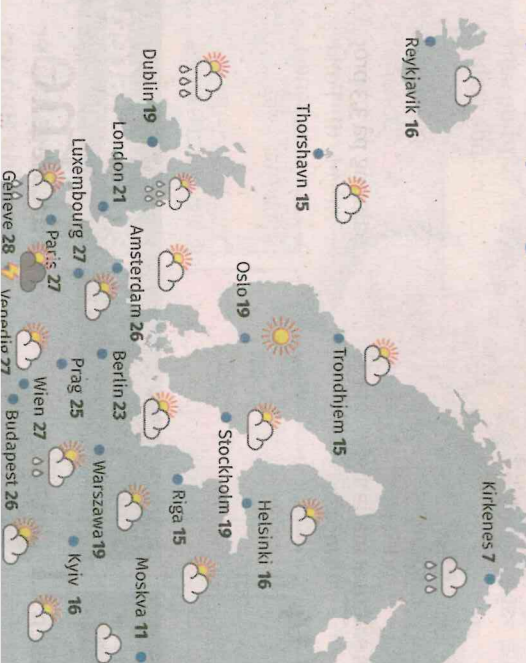 Reykjavik 16
Kirkenes 7
Thorshavn 15
Trondhjem 15
Oslo 19
Helsinki 16
Stockholm 19
Riga 15
Dublin 19
Moskva 11
Amsterdam 26
London 21
Berlin 23
Warszawa 19
Luxembourg 27
Prag 25
Kyiv 16
Paris 27
Wien 27
Genève 28
Venedig 27
Budapest 26